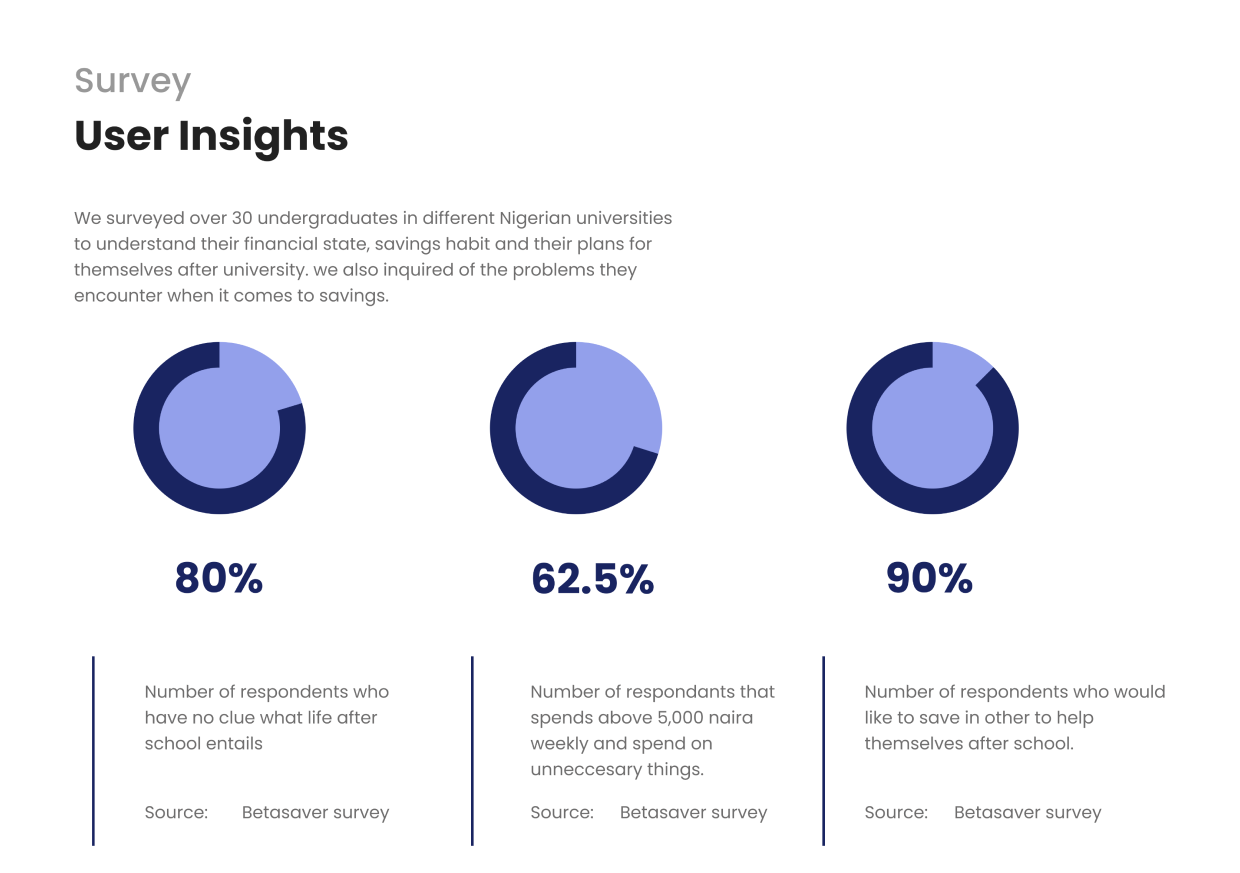 Survey
User Insights
We surveyed over 30 undergraduates in different Nigerian universities
to understand their financial state, savings habit and their plans for
themselves after university. we also inquired of the problems they
encounter when it comes to savings.
80%
62.5%
90%
Number of respondents who
have no clue what life after
school entails
Source: Betasaver survey
Number of respondants that
spends above 5,000 naira
weekly and spend on
unneccesary things.
Source: Betasaver survey
Number of respondents who would
like to save in other to help
themselves after school.
Source: Betasaver survey